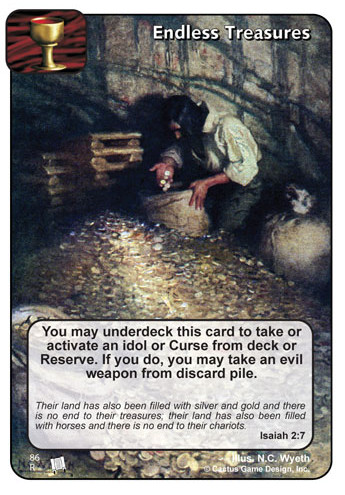 Endless Treasures
You may underdeck this card to take or
activate an idol or Curse from deck or
Reserve. If you do, you may take an evil
weapon from discard pile.
Their land has also been filled with silver and gold and there
is no end to their treasures; their land has also been filled
with horses and there is no end to their chariots.
Isaiah 2:7
86
R
Illus. N.C. Wyeth
© Cactus Game Design, Inc.